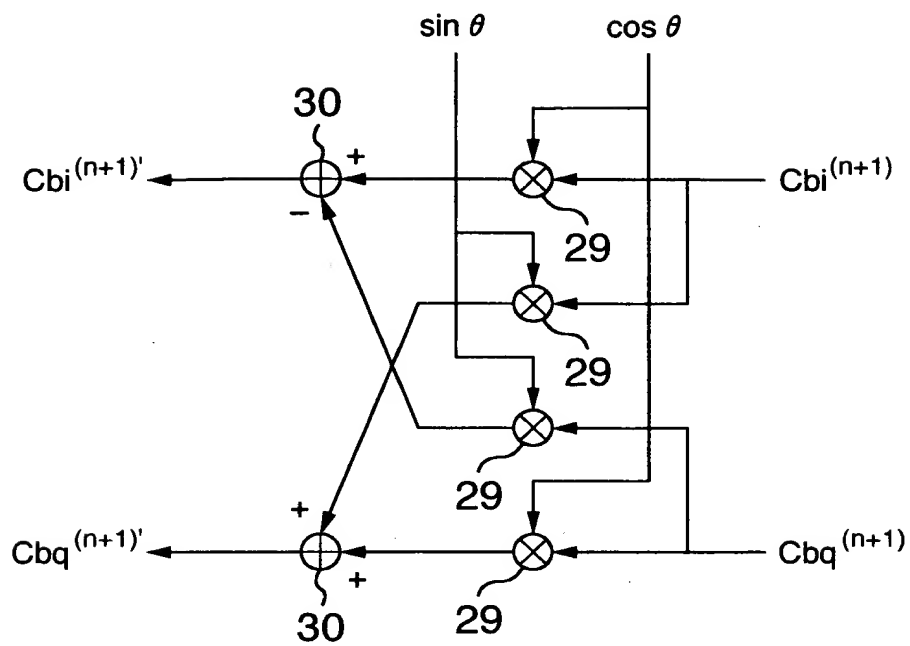 sin θ cos θ
30
Cbi(n+1)' + Cbi(n+1)
−
29
29
29
+
Cbq(n+1)' Cbq(n+1)
+
30 29